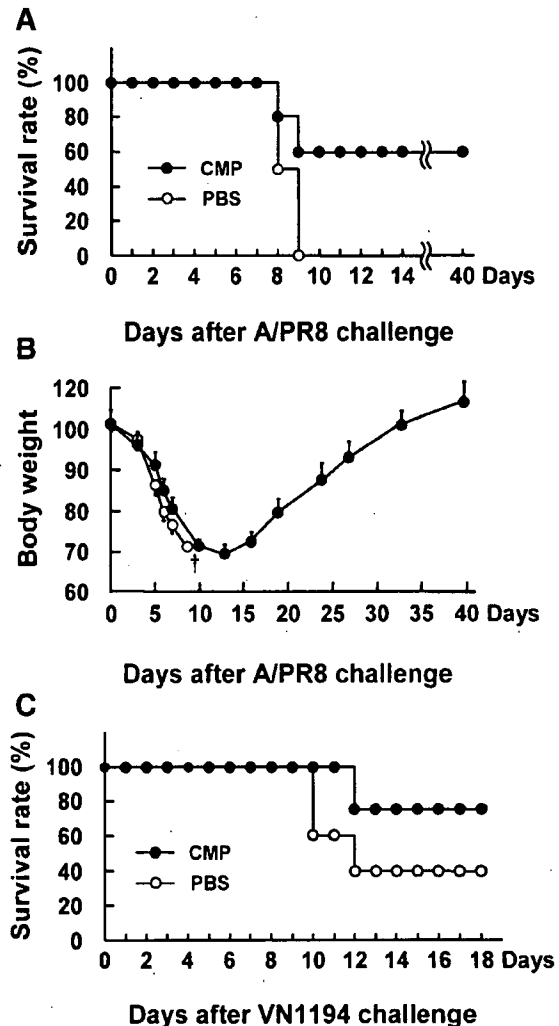 A
Survival rate (%)
100
80
60
40
20
0
CMP
PBS
0 2 4 6 8 10 12 14 40 Days
Days after A/PR8 challenge
B
Body weight
120
100
90
80
70
60
†
0 5 10 15 20 30 35 40 Days
Days after A/PR8 challenge
C
Survival rate (%)
100
80
60
40
20
0
CMP
PBS
0 2 4 6 8 10 12 14 16 18 Days
Days after VN1194 challenge